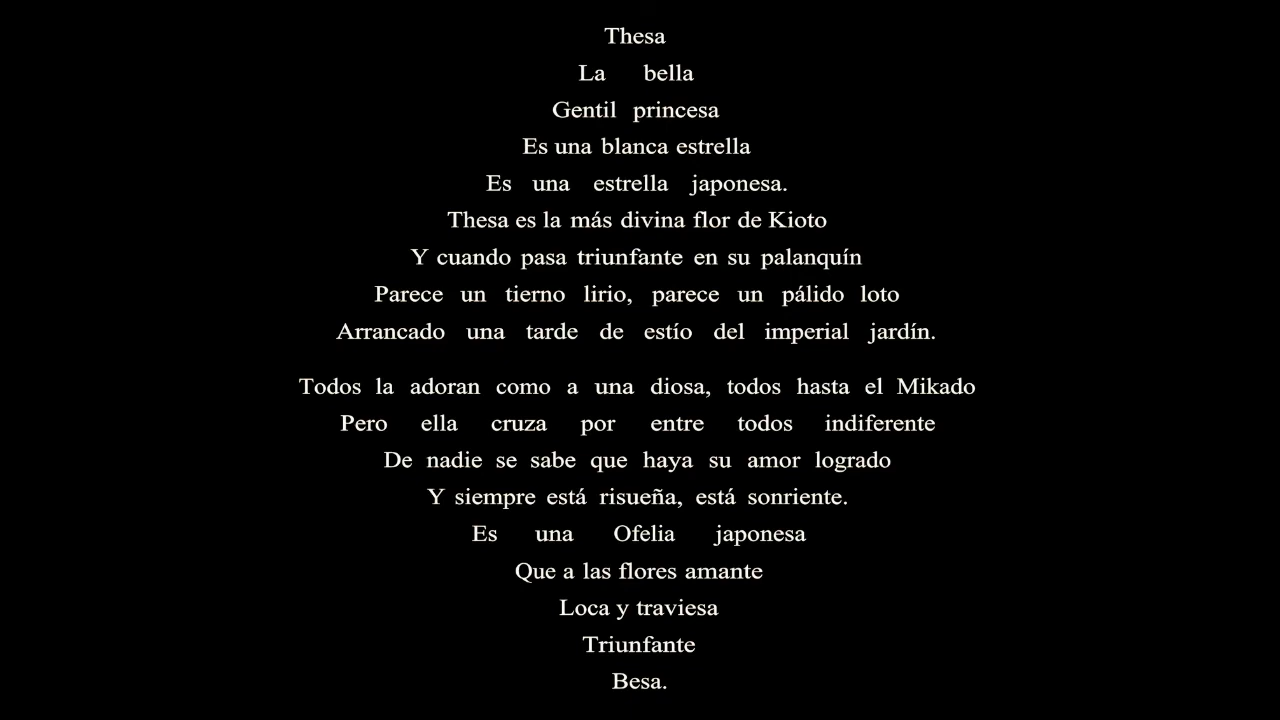 Thesa
La bella
Gentil princesa
Es una blanca estrella
Es una estrella japonesa.
Thesa es la más divina flor de Kioto
Y cuando pasa triunfante en su palanquín
Parece un tierno lirio, parece un pálido loto
Arrancado una tarde de estío del imperial jardín.
Todos la adoran como a una diosa, todos hasta el Mikado
Pero ella cruza por entre todos indiferente
De nadie se sabe que haya su amor logrado
Y siempre está risueña, está sonriente.
Es una Ofelia japonesa
Que a las flores amante
Loca y traviesa
Triunfante
Besa.